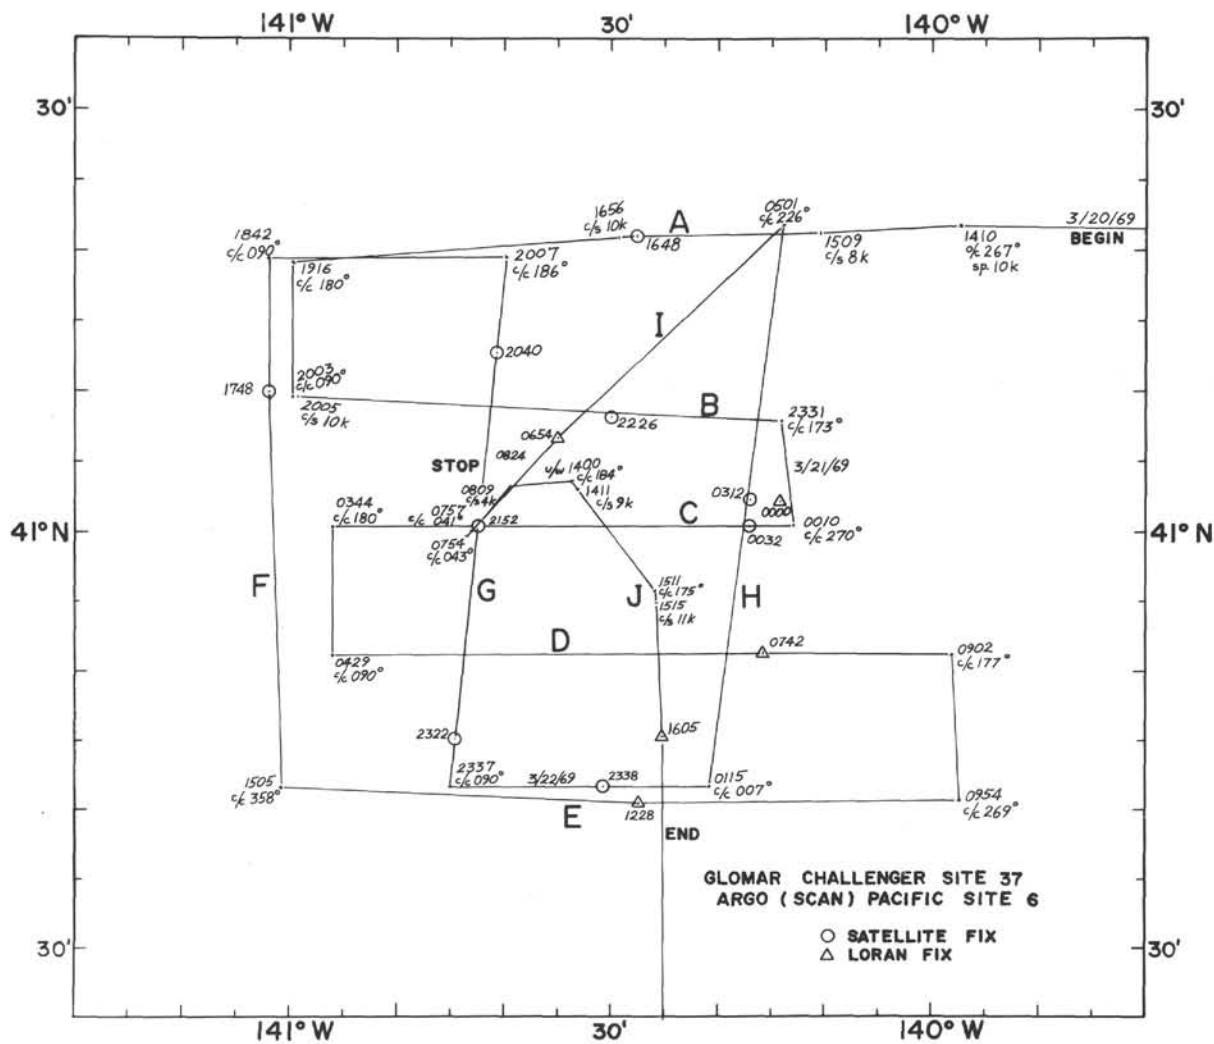 141° W
30'
140° W
30'
30'
3/20/69
BEGIN
1410
o/c 267°
sp. 10k
1509
c/s 8k
0501
c/c 226°
A
1656
c/s 10k
1648
1842
c/c 090°
1916
c/c 180°
2007
c/c 186°
I
2040
1748
2003
c/c 090°
2005
c/s 10k
B
2226
2331
c/c 173°
0654
0824
STOP
u/w 1400
c/c 184°
1411
c/s 9k
3/21/69
0809
c/s 4k
0312
0000
0344
c/c 180°
0757
c/c 041°
2152
C
0032
0010
c/c 270°
41° N
41° N
0754
c/c 043°
F
G
J
1511
c/c 175°
1515
c/s 11k
H
D
0742
0429
c/c 090°
0902
c/c 177°
2322
1605
1505
c/c 358°
2337
c/c 090°
3/22/69
2338
0115
c/c 007°
0954
c/c 269°
E
1228
END
GLOMAR CHALLENGER SITE 37
ARGO (SCAN) PACIFIC SITE 6
SATELLITE FIX
LORAN FIX
30'
30'
141° W
30'
140° W